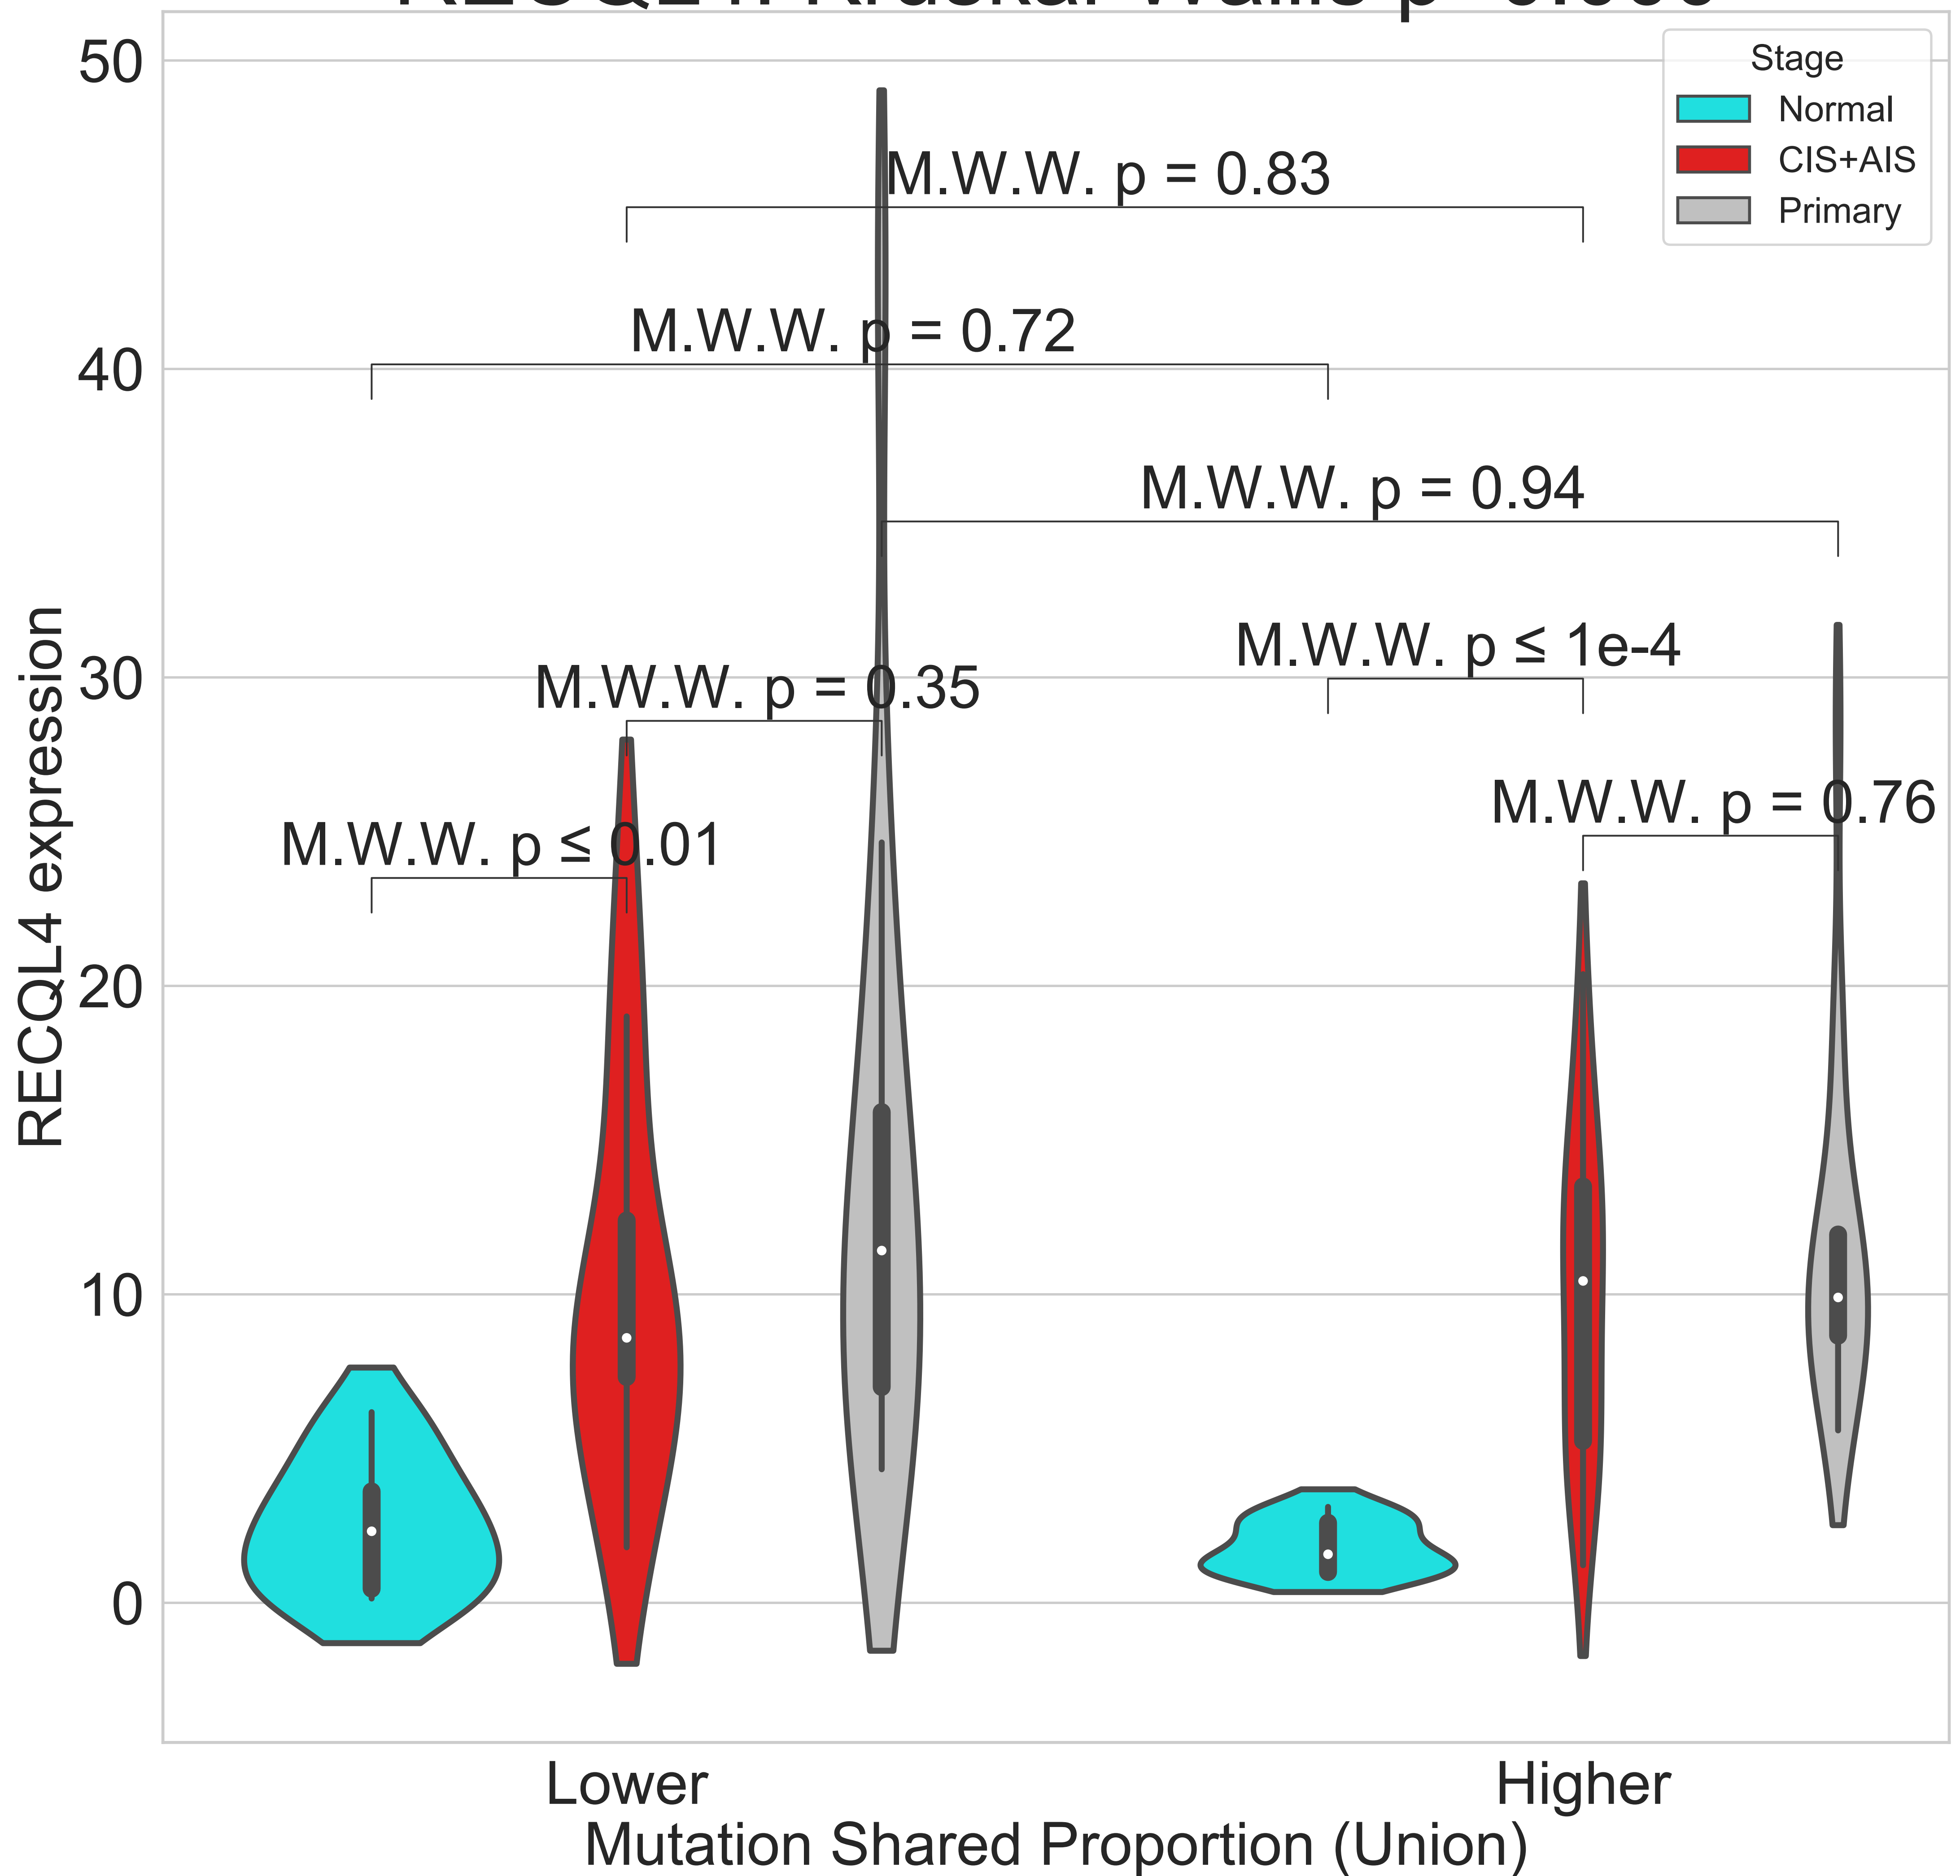 50
40
30
20
10
0
RECQL4 expression
Stage
Normal
CIS+AIS
Primary
M.W.W. p = 0.83
M.W.W. p = 0.72
M.W.W. p = 0.94
M.W.W. p ≤ 1e-4
M.W.W. p = 0.35
M.W.W. p = 0.76
M.W.W. p ≤ 0.01
Lower
Higher
Mutation Shared Proportion (Union)